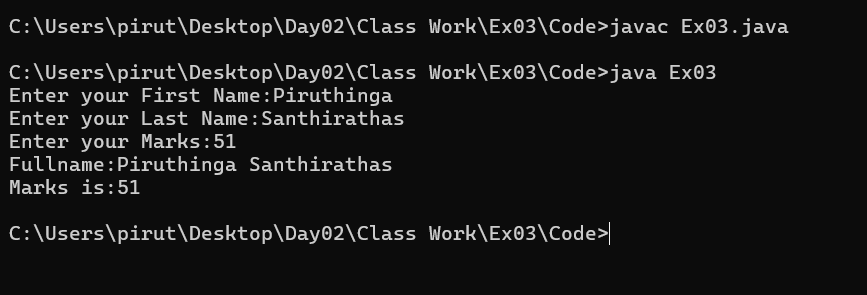 C:\Users\pirut\Desktop\Day02\Class Work\Ex03\Code>javac Ex03.java
C:\Users\pirut\Desktop\Day02\Class Work\Ex03\Code>java Ex03
Enter your First Name:Piruthinga
Enter your Last Name:Santhirathas
Enter your Marks:51
Fullname:Piruthinga Santhirathas
Marks is:51
C:\Users\pirut\Desktop\Day02\Class Work\Ex03\Code>